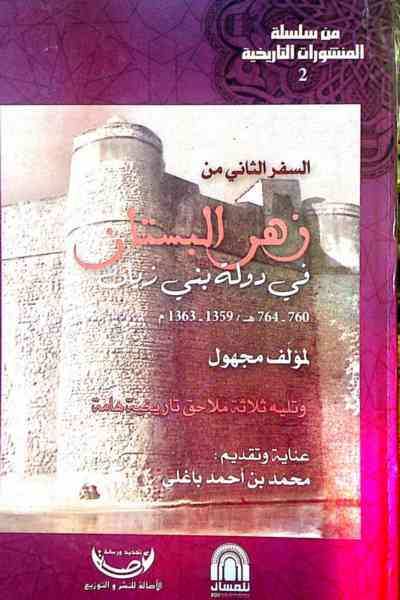 من سلسلة
المنشورات التاريخية
2
السفر الثاني من
زهر البستان
في دولة بني زيان
760 ـ 764 هـ / 1359 ـ 1363 م
لمؤلف مجهول
وتليه ثلاثة ملاحق تاريخية هامة
عناية وتقديم:
محمد بن أحمد باغلي
الأصالة للنشر والتوزيع
تلمسان